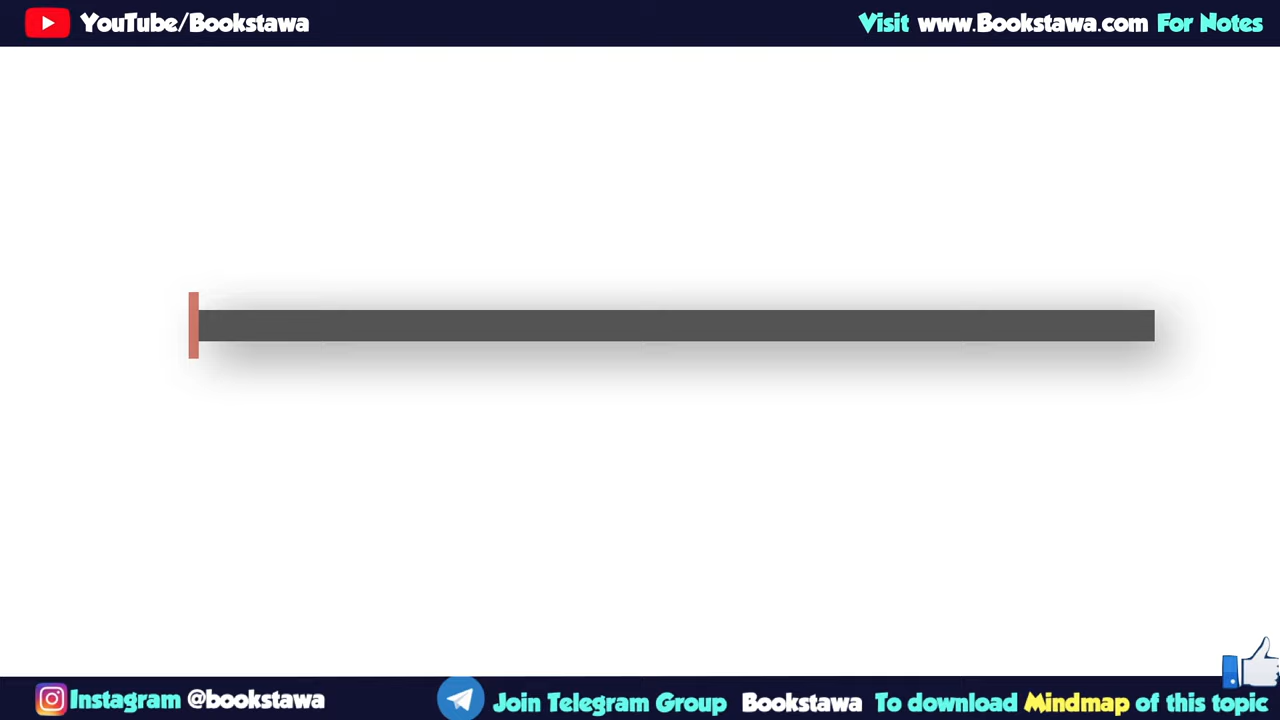 YouTube/Bookstawa
Visit www.Bookstawa.com For Notes
Instagram @bookstawa
Join Telegram Group Bookstawa To download Mindmap of this topic